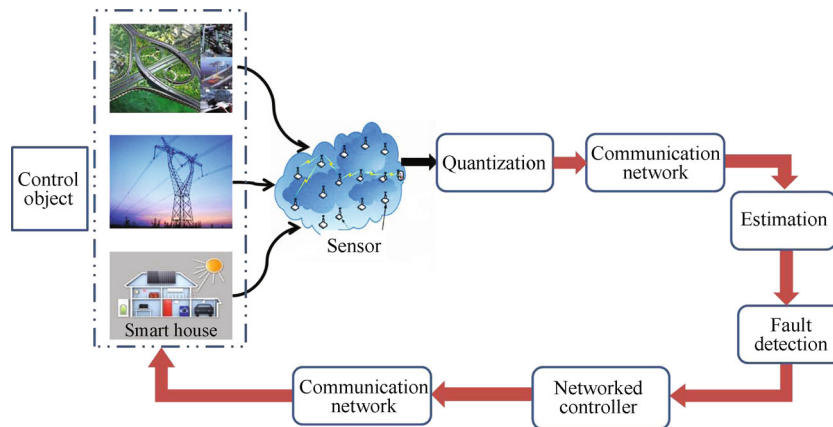 Control
object
Smart house
Sensor
Quantization
Communication
network
Estimation
Fault
detection
Networked
controller
Communication
network